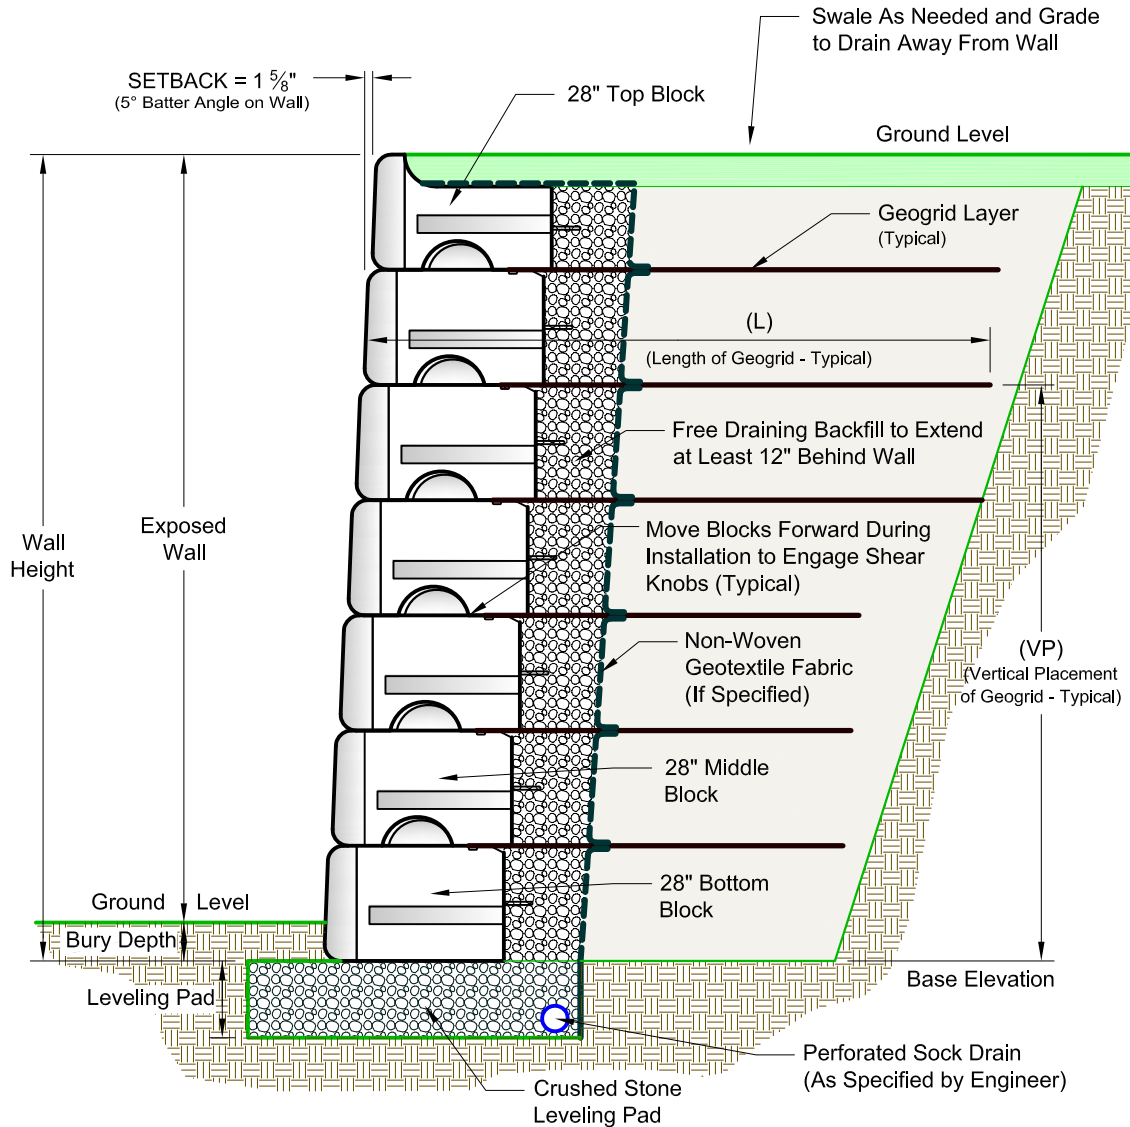 Swale As Needed and Grade
to Drain Away From Wall
SETBACK = 1 5⁄8"
(5° Batter Angle on Wall)
28" Top Block
Ground Level
Geogrid Layer
(Typical)
(L)
(Length of Geogrid - Typical)
Free Draining Backfill to Extend
at Least 12" Behind Wall
Wall
Height
Exposed
Wall
Move Blocks Forward During
Installation to Engage Shear
Knobs (Typical)
Non-Woven
Geotextile Fabric
(If Specified)
(VP)
(Vertical Placement
of Geogrid - Typical)
28" Middle
Block
28" Bottom
Block
Ground Level
Bury Depth
Leveling Pad
Base Elevation
Perforated Sock Drain
(As Specified by Engineer)
Crushed Stone
Leveling Pad